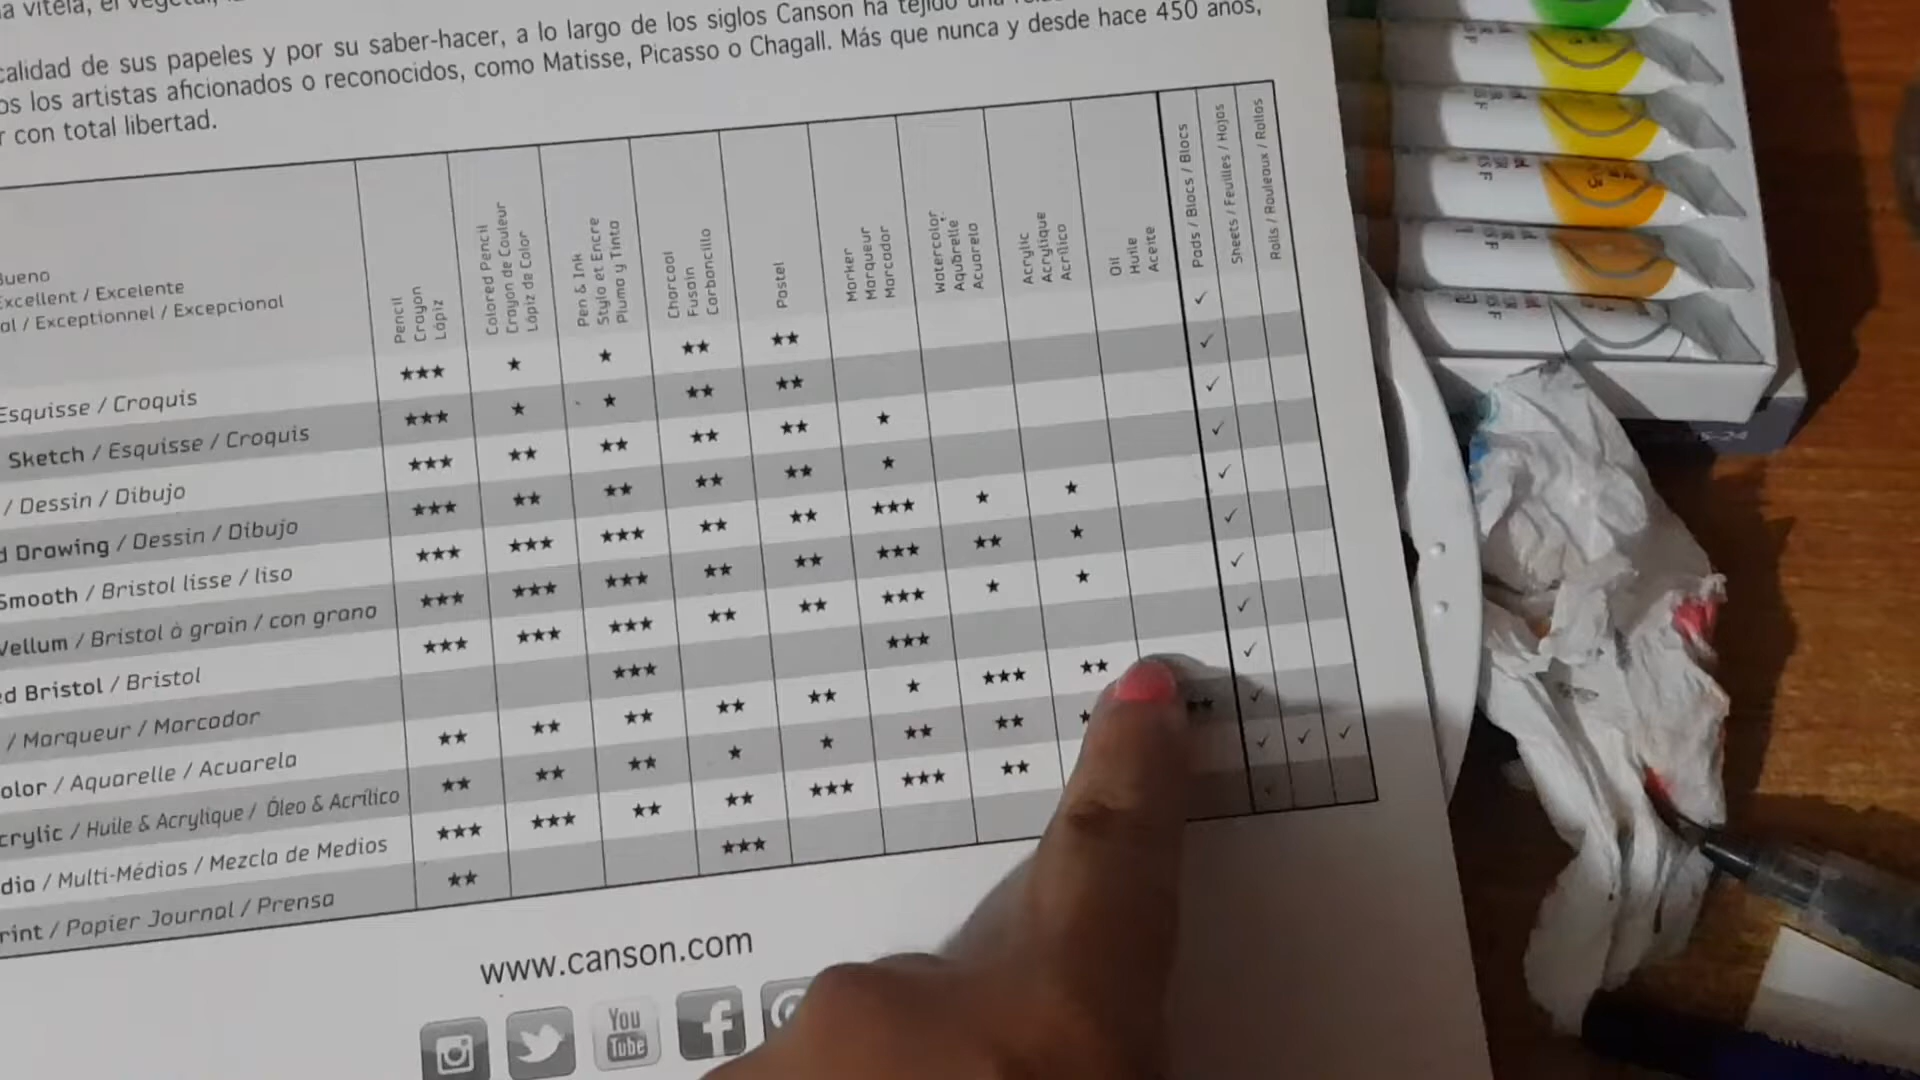 calidad de sus papeles y por su saber-hacer, a lo largo de los siglos Canson ha tejido una
os los artistas aficionados o reconocidos, como Matisse, Picasso o Chagall. Más que nunca y desde hace 450 años,
r con total libertad.
Bueno
Excellent / Excelente
al / Exceptionnel / Excepcional
Pencil
Crayon
Lápiz
Colored Pencil
Crayon de Couleur
Lápiz de Color
Pen & Ink
Stylo et Encre
Pluma y Tinta
Charcoal
Fusain
Carboncillo
Pastel
Marker
Marqueur
Marcador
Watercolor
Aquarelle
Acuarela
Acrylic
Acrylique
Acrílico
Oil
Huile
Aceite
Pads / Blocs / Blocs
Sheets / Feuilles / Hojas
Rolls / Rouleaux / Rollos
Esquisse / Croquis
Sketch / Esquisse / Croquis
/ Dessin / Dibujo
d Drawing / Dessin / Dibujo
Smooth / Bristol lisse / liso
Vellum / Bristol à grain / con grano
ed Bristol / Bristol
/ Marqueur / Marcador
olor / Aquarelle / Acuarela
crylic / Huile & Acrylique / Óleo & Acrílico
dia / Multi-Médias / Mezcla de Medios
rint / Papier Journal / Prensa
www.canson.com
You
Tube
f
S-24